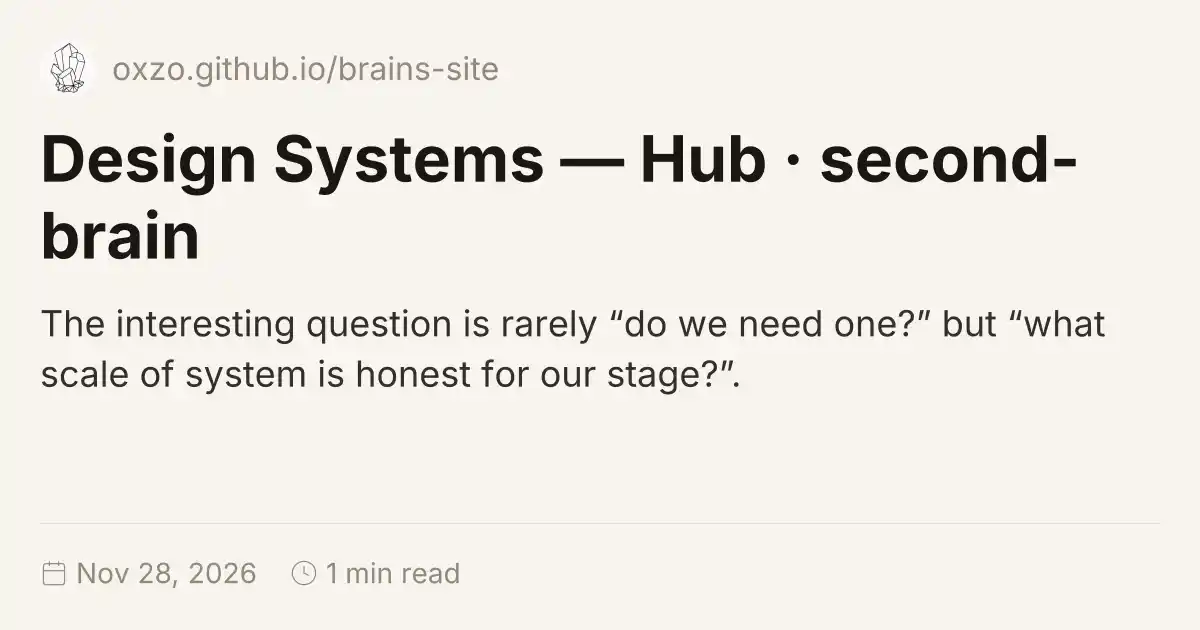 oxzo.github.io/brains-site
Design Systems — Hub · second-
brain
The interesting question is rarely “do we need one?” but “what
scale of system is honest for our stage?”.
Nov 28, 2026 1 min read